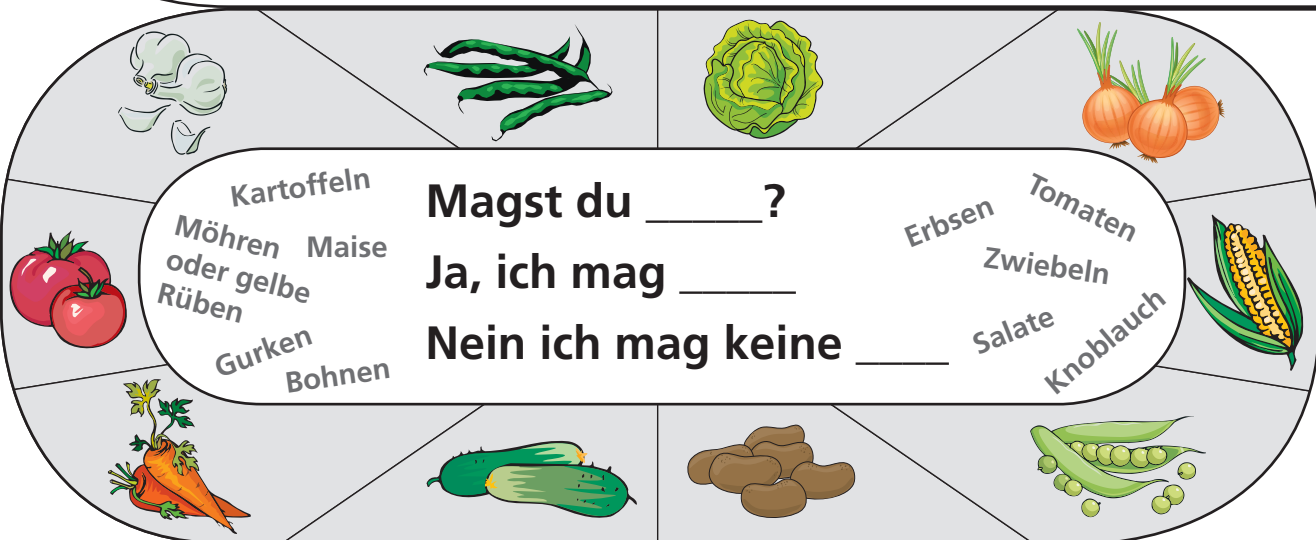 Kartoffeln
Möhren
oder gelbe
Rüben
Maise
Gurken
Bohnen
Magst du _____?
Ja, ich mag _____
Nein ich mag keine ____
Erbsen
Tomaten
Zwiebeln
Salate
Knoblauch